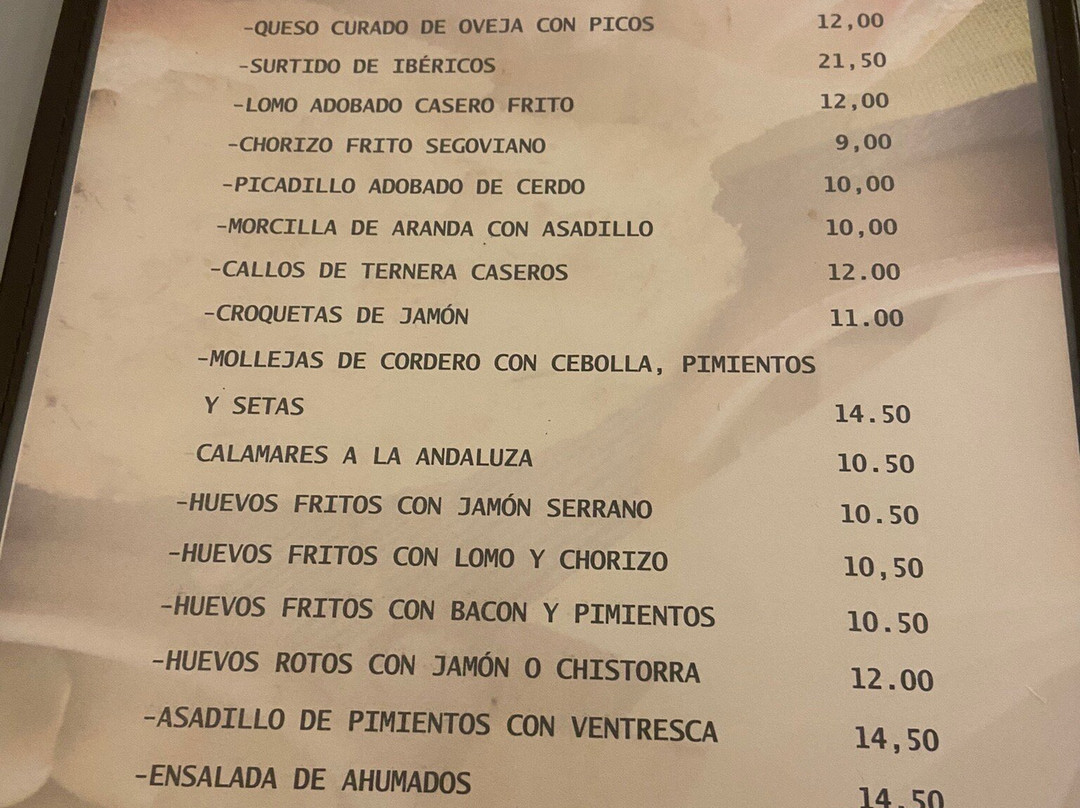 -QUESO CURADO DE OVEJA CON PICOS 12,00
-SURTIDO DE IBÉRICOS 21,50
-LOMO ADOBADO CASERO FRITO 12,00
-CHORIZO FRITO SEGOVIANO 9,00
-PICADILLO ADOBADO DE CERDO 10,00
-MORCILLA DE ARANDA CON ASADILLO 10,00
-CALLOS DE TERNERA CASEROS 12.00
-CROQUETAS DE JAMÓN 11.00
-MOLLEJAS DE CORDERO CON CEBOLLA, PIMIENTOS
Y SETAS 14.50
CALAMARES A LA ANDALUZA 10.50
-HUEVOS FRITOS CON JAMÓN SERRANO 10.50
-HUEVOS FRITOS CON LOMO Y CHORIZO 10,50
-HUEVOS FRITOS CON BACON Y PIMIENTOS 10.50
-HUEVOS ROTOS CON JAMÓN O CHISTORRA 12.00
-ASADILLO DE PIMIENTOS CON VENTRESCA 14,50
-ENSALADA DE AHUMADOS 14.50